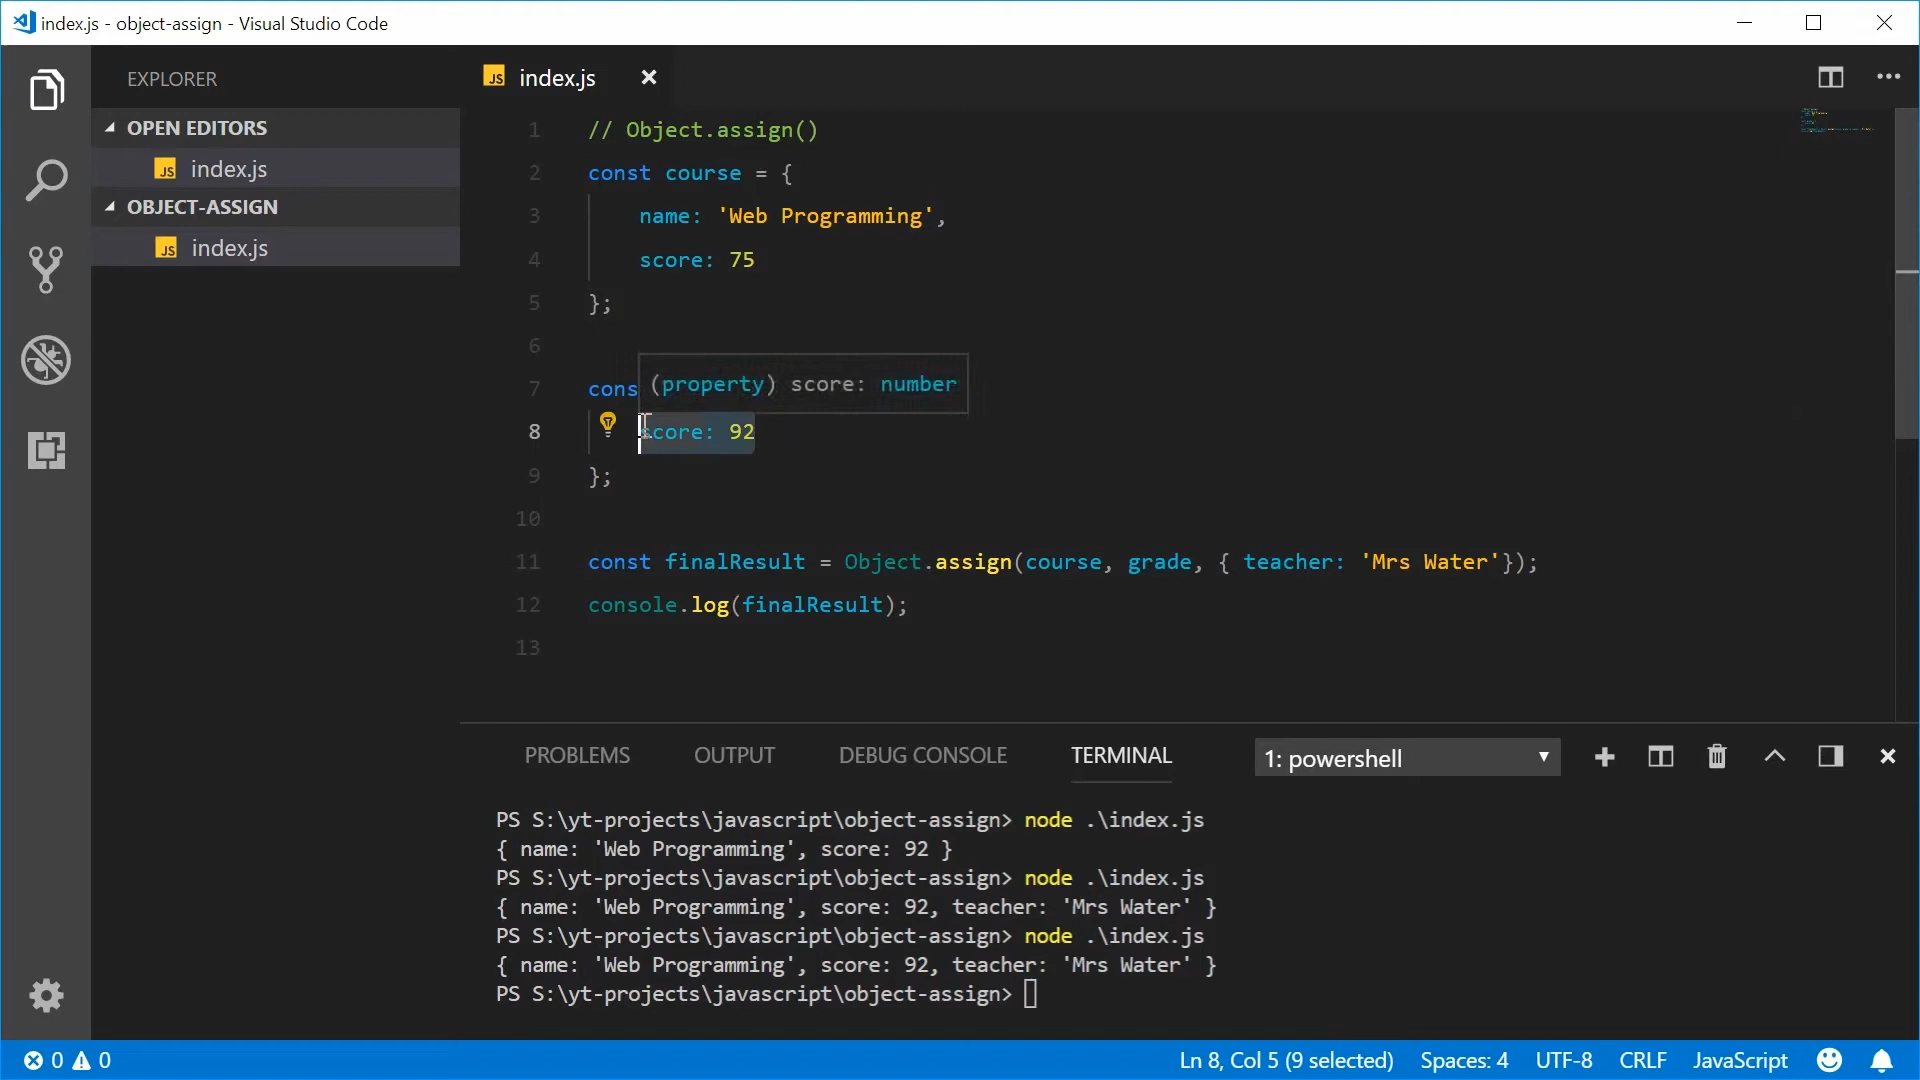 index.js - object-assign - Visual Studio Code
EXPLORER
OPEN EDITORS
JS index.js
OBJECT-ASSIGN
JS index.js
JS index.js
1 // Object.assign()
2 const course = {
3 name: 'Web Programming',
4 score: 75
5 };
6
7 cons
(property) score: number
8 score: 92
9 };
10
11 const finalResult = Object.assign(course, grade, { teacher: 'Mrs Water'});
12 console.log(finalResult);
13
PROBLEMS OUTPUT DEBUG CONSOLE TERMINAL 1: powershell
PS S:\yt-projects\javascript\object-assign> node .\index.js
{ name: 'Web Programming', score: 92 }
PS S:\yt-projects\javascript\object-assign> node .\index.js
{ name: 'Web Programming', score: 92, teacher: 'Mrs Water' }
PS S:\yt-projects\javascript\object-assign> node .\index.js
{ name: 'Web Programming', score: 92, teacher: 'Mrs Water' }
PS S:\yt-projects\javascript\object-assign>
0 0 Ln 8, Col 5 (9 selected) Spaces: 4 UTF-8 CRLF JavaScript